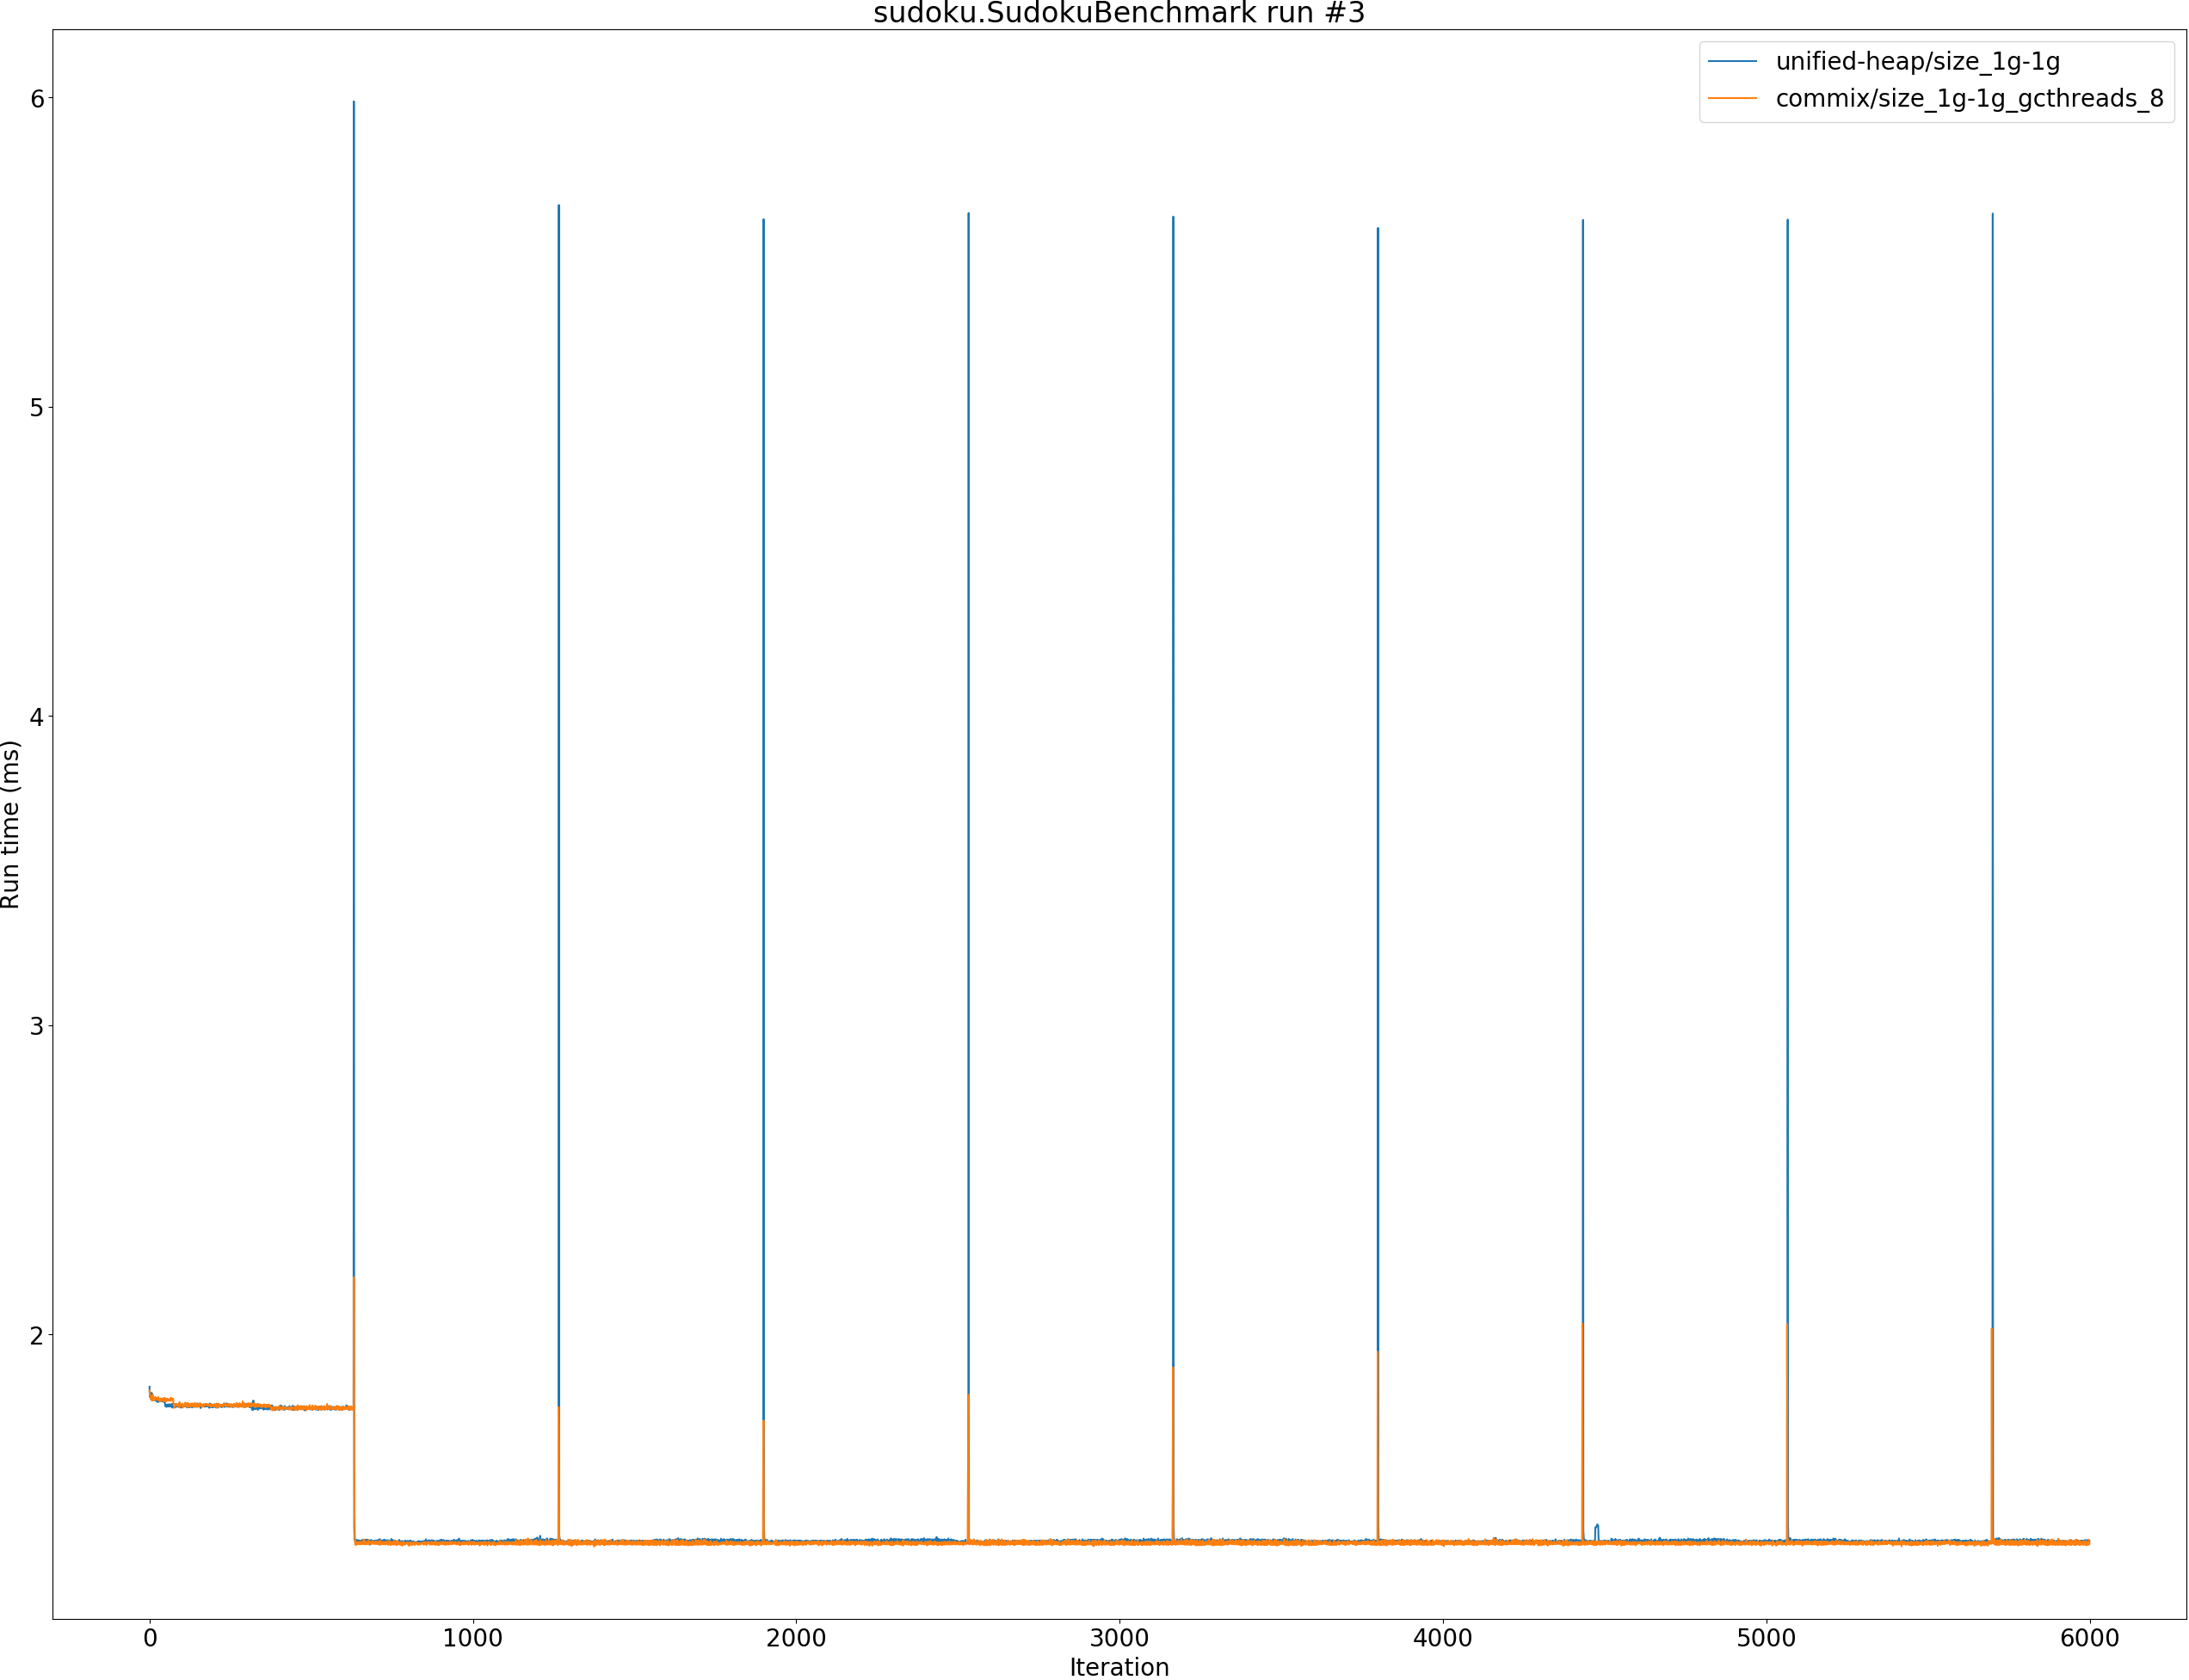 sudoku.SudokuBenchmark run #3
unified-heap/size_1g-1g
commix/size_1g-1g_gcthreads_8
6
5
4
3
2
Run time (ms)
0 1000 2000 3000 4000 5000 6000
Iteration